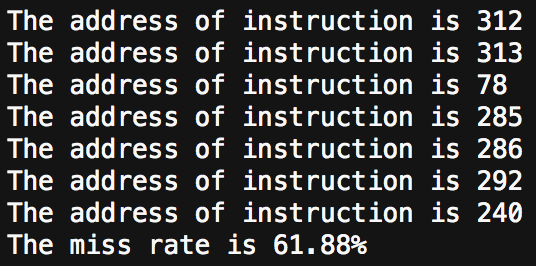 The address of instruction is 312
The address of instruction is 313
The address of instruction is 78
The address of instruction is 285
The address of instruction is 286
The address of instruction is 292
The address of instruction is 240
The miss rate is 61.88%